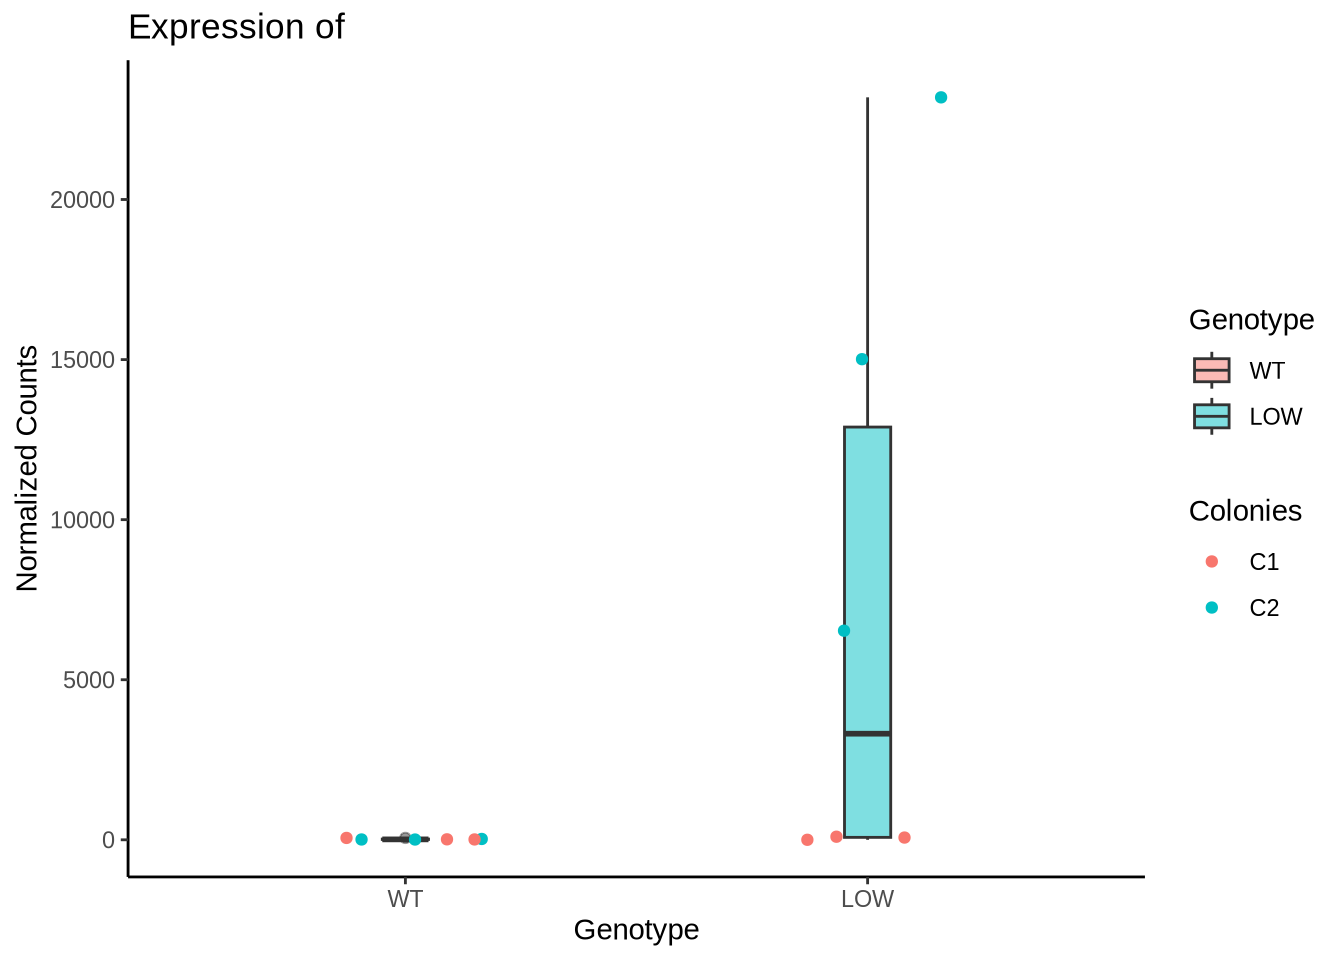 Expression of
Normalized Counts
20000
15000
10000
5000
0
WT
LOW
Genotype
Genotype
WT
LOW
Colonies
C1
C2